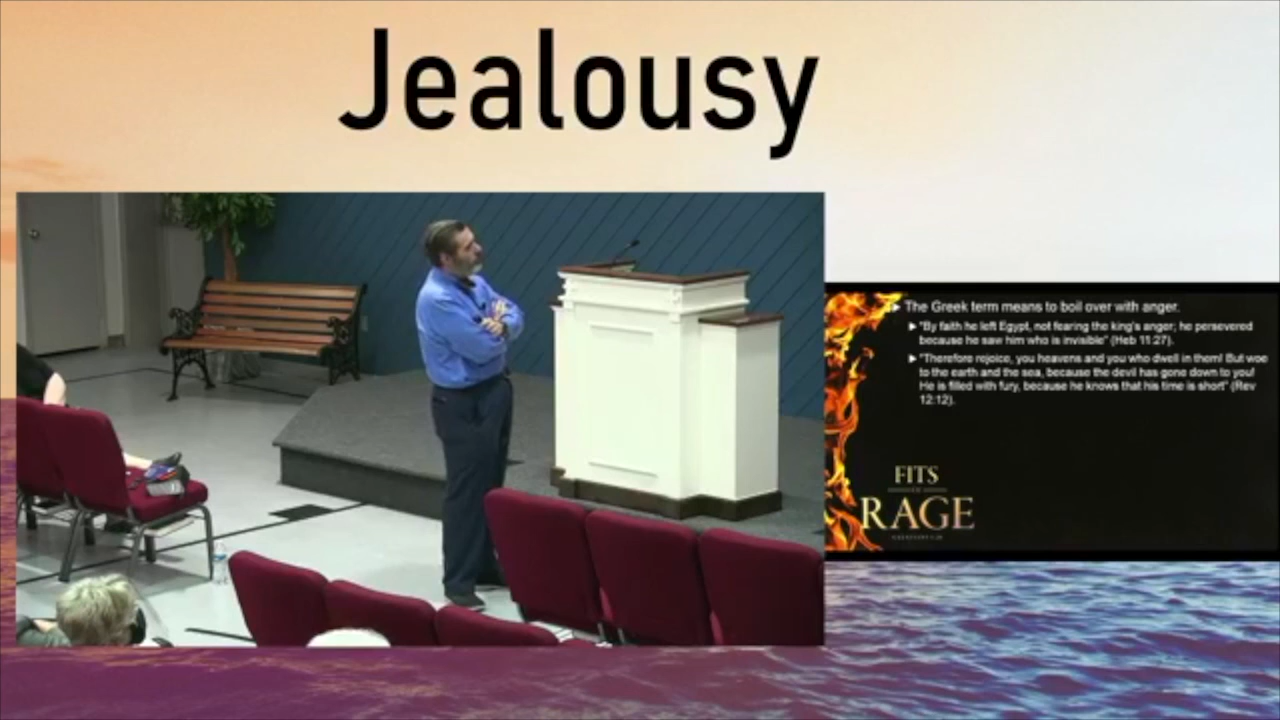 Jealousy
The Greek term means to boil over with anger.
"By faith he left Egypt, not fearing the king's anger; he persevered
because he saw him who is invisible" (Heb 11:27).
"Therefore rejoice, you heavens and you who dwell in them! But woe
to the earth and the sea, because the devil has gone down to you!
He is filled with fury, because he knows that his time is short" (Rev
12:12).
FITS
RAGE